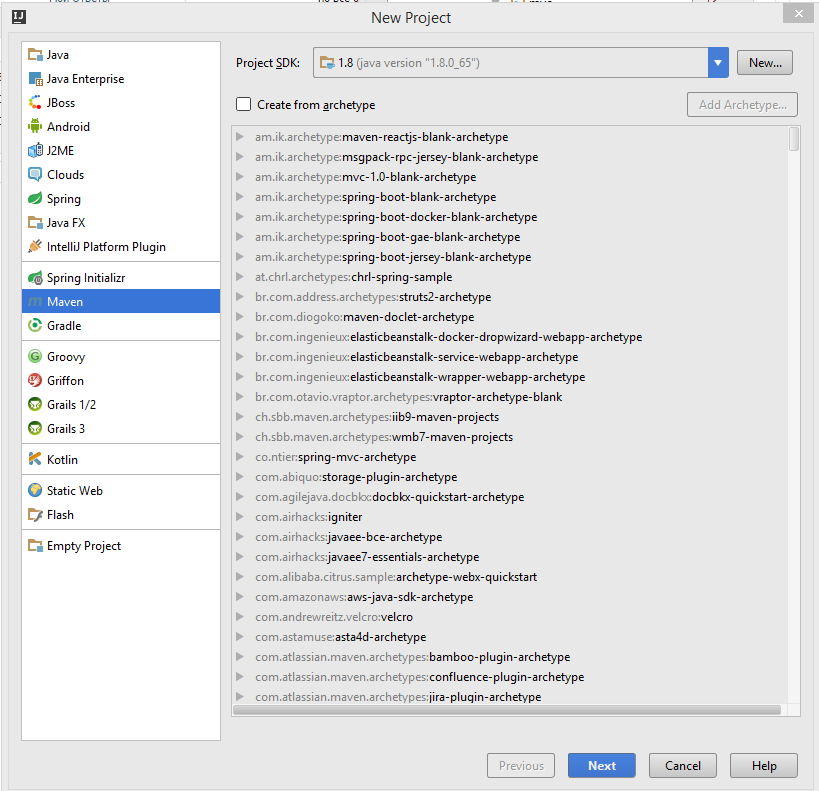 New Project
Java
Java Enterprise
JBoss
Android
J2ME
Clouds
Spring
Java FX
IntelliJ Platform Plugin
Spring Initializr
Maven
Gradle
Groovy
Griffon
Grails 1/2
Grails 3
Kotlin
Static Web
Flash
Empty Project
Project SDK: 1.8 (java version "1.8.0_65") New...
Create from archetype Add Archetype...
am.ik.archetype:maven-reactjs-blank-archetype
am.ik.archetype:msgpack-rpc-jersey-blank-archetype
am.ik.archetype:mvc-1.0-blank-archetype
am.ik.archetype:spring-boot-blank-archetype
am.ik.archetype:spring-boot-docker-blank-archetype
am.ik.archetype:spring-boot-gae-blank-archetype
am.ik.archetype:spring-boot-jersey-blank-archetype
at.chrl.archetypes:chrl-spring-sample
br.com.address.archetypes:struts2-archetype
br.com.diogoko:maven-doclet-archetype
br.com.ingenieux:elasticbeanstalk-docker-dropwizard-webapp-archetype
br.com.ingenieux:elasticbeanstalk-service-webapp-archetype
br.com.ingenieux:elasticbeanstalk-wrapper-webapp-archetype
br.com.otavio.vraptor.archetypes:vraptor-archetype-blank
ch.sbb.maven.archetypes:iib9-maven-projects
ch.sbb.maven.archetypes:wmb7-maven-projects
co.ntier:spring-mvc-archetype
com.abiquo:storage-plugin-archetype
com.agilejava.docbkx:docbkx-quickstart-archetype
com.airhacks:igniter
com.airhacks:javaee-bce-archetype
com.airhacks:javaee7-essentials-archetype
com.alibaba.citrus.sample:archetype-webx-quickstart
com.amazonaws:aws-java-sdk-archetype
com.andrewreitz.velcro:velcro
com.astamuse:asta4d-archetype
com.atlassian.maven.archetypes:bamboo-plugin-archetype
com.atlassian.maven.archetypes:confluence-plugin-archetype
com.atlassian.maven.archetypes:jira-plugin-archetype
Previous Next Cancel Help